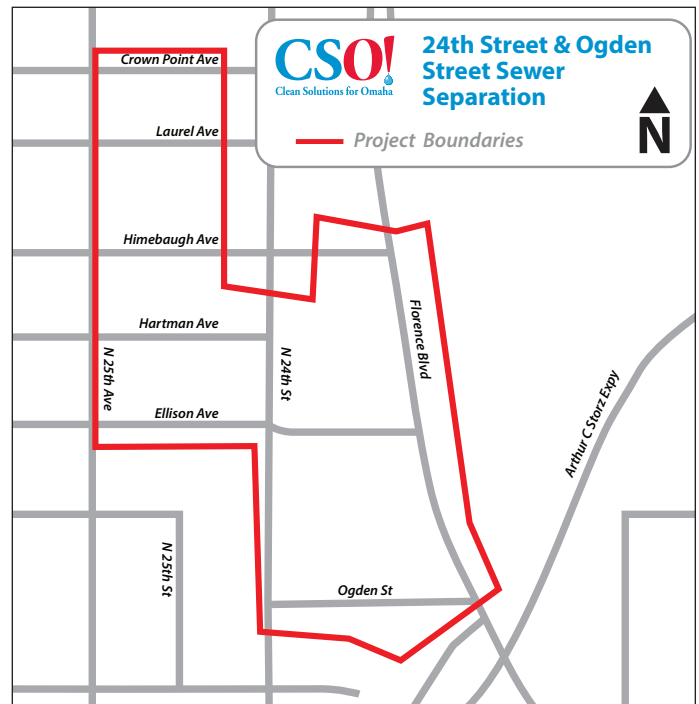 CSO!
Clean Solutions for Omaha
24th Street & Ogden
Street Sewer
Separation
Project Boundaries
N
Crown Point Ave
Laurel Ave
Himebaugh Ave
Hartman Ave
N 25th Ave
N 24th St
Florence Blvd
Arthur C Storz Expy
Ellison Ave
N 25th St
Ogden St